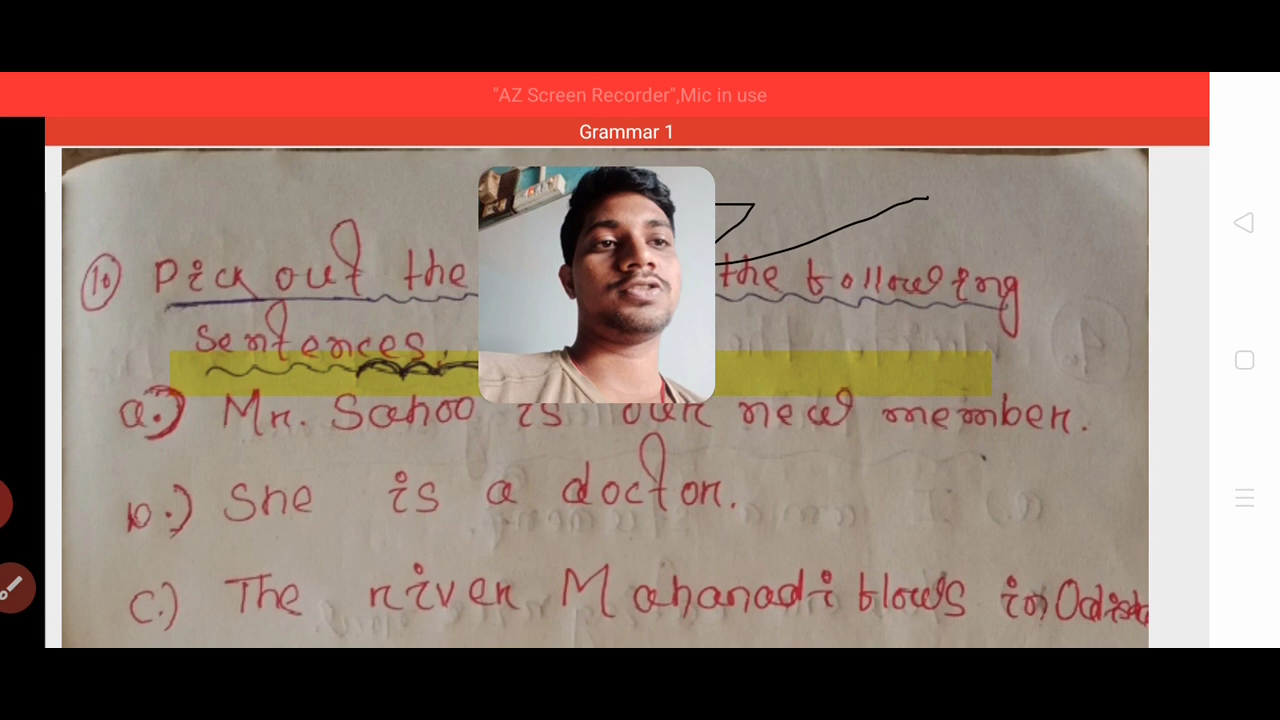 "AZ Screen Recorder",Mic in use
Grammar 1
10 Pick out the the following
sentences.
a.) Mr. Sahoo is our new member.
b.) She is a doctor.
c.) The river Mahanadi flows in Odisha